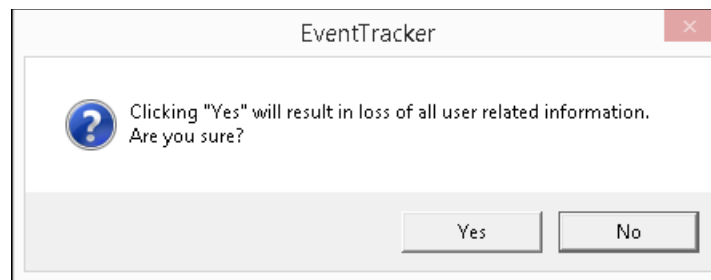 EventTracker
Clicking "Yes" will result in loss of all user related information.
Are you sure?
Yes
No